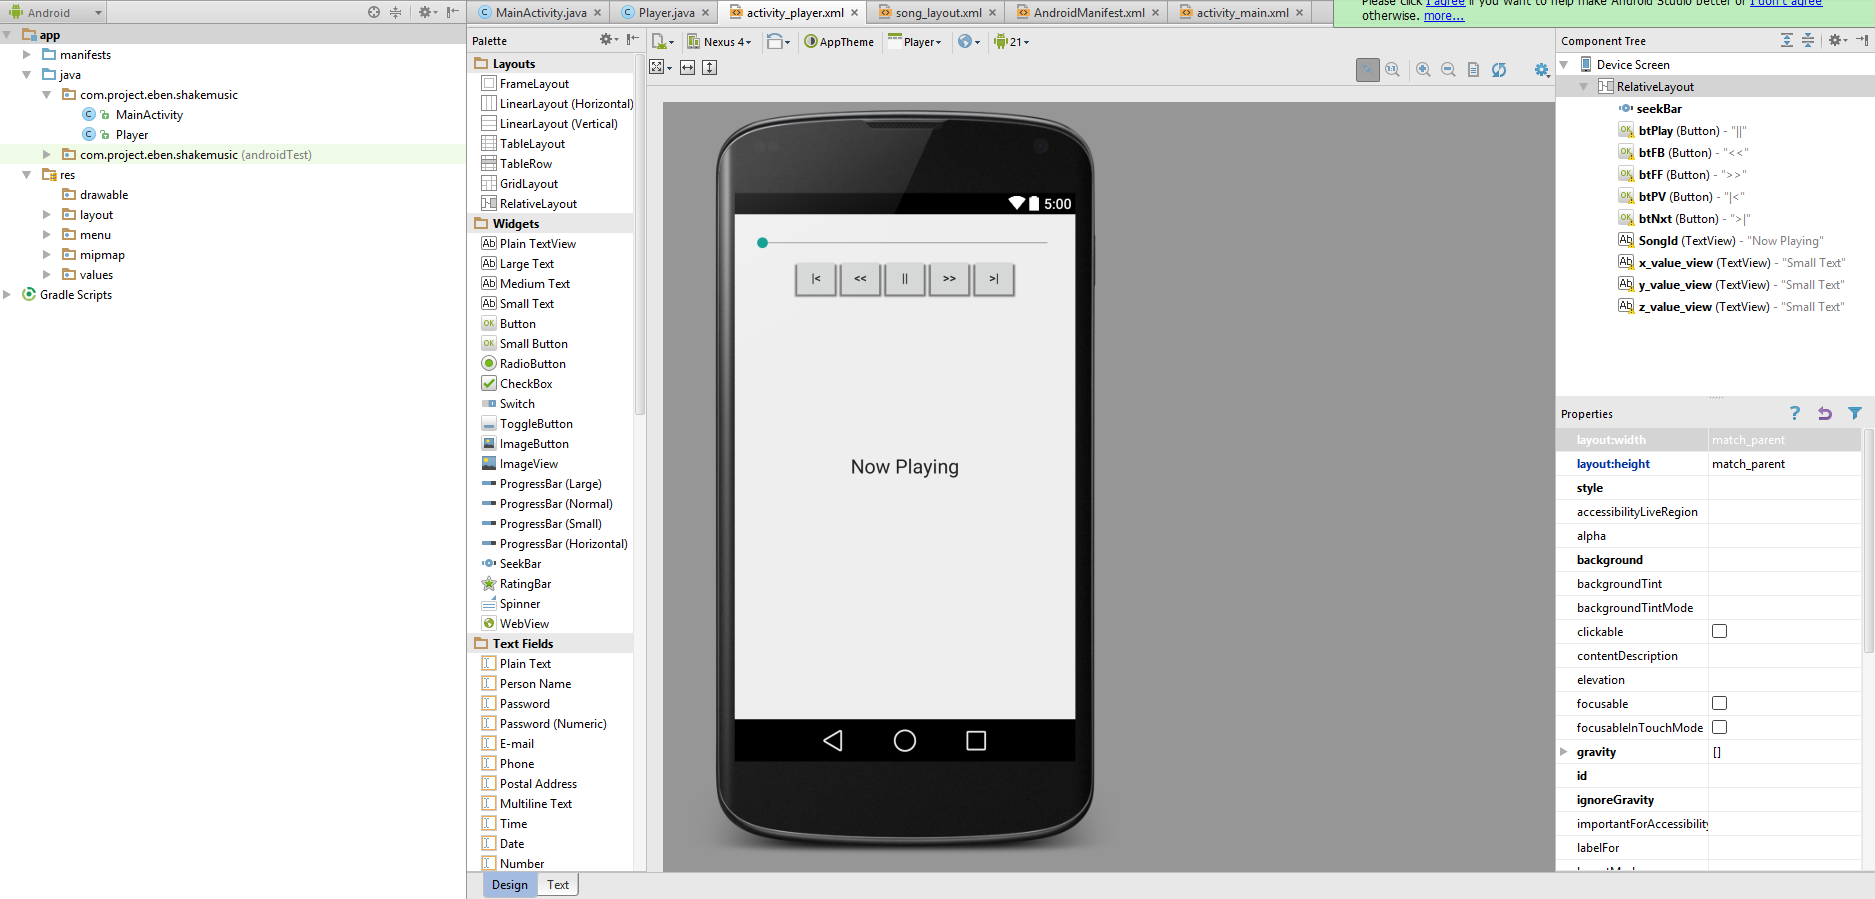 Android
MainActivity.java
Player.java
activity_player.xml
song_layout.xml
AndroidManifest.xml
activity_main.xml
Please click I agree if you want to help make Android Studio better or I don't agree
otherwise. more...
app
manifests
java
com.project.eben.shakemusic
MainActivity
Player
com.project.eben.shakemusic (androidTest)
res
drawable
layout
menu
mipmap
values
Gradle Scripts
Palette
Layouts
FrameLayout
LinearLayout (Horizontal)
LinearLayout (Vertical)
TableLayout
TableRow
GridLayout
RelativeLayout
Widgets
Plain TextView
Large Text
Medium Text
Small Text
Button
Small Button
RadioButton
CheckBox
Switch
ToggleButton
ImageButton
ImageView
ProgressBar (Large)
ProgressBar (Normal)
ProgressBar (Small)
ProgressBar (Horizontal)
SeekBar
RatingBar
Spinner
WebView
Text Fields
Plain Text
Person Name
Password
Password (Numeric)
E-mail
Phone
Postal Address
Multiline Text
Time
Date
Number
Design
Text
Nexus 4
AppTheme
Player
21
5:00
|<
<<
||
>>
>|
Now Playing
Component Tree
Device Screen
RelativeLayout
seekBar
btPlay (Button) - "||"
btFB (Button) - "<<"
btFF (Button) - ">>"
btPV (Button) - "|<"
btNxt (Button) - ">|"
SongId (TextView) - "Now Playing"
x_value_view (TextView) - "Small Text"
y_value_view (TextView) - "Small Text"
z_value_view (TextView) - "Small Text"
Properties
layout:width match_parent
layout:height match_parent
style
accessibilityLiveRegion
alpha
background
backgroundTint
backgroundTintMode
clickable
contentDescription
elevation
focusable
focusableInTouchMode
gravity []
id
ignoreGravity
importantForAccessibility
labelFor